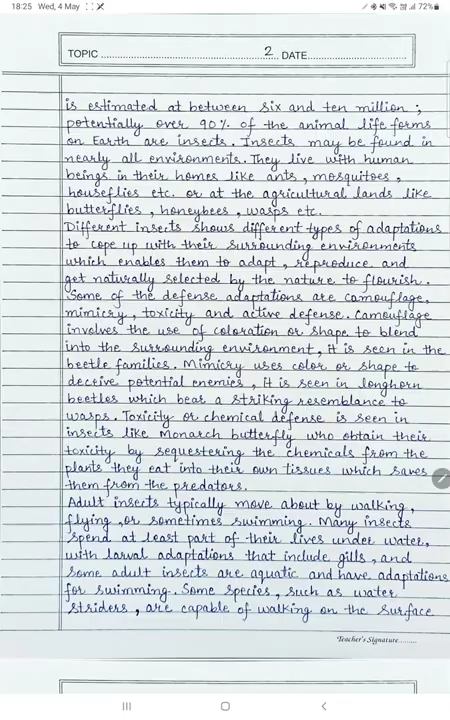 18:25 Wed, 4 May 72%
TOPIC 2 DATE
is estimated at between six and ten million ;
potentially over 90% of the animal life forms
on Earth are insects. Insects may be found in
nearly all environments. They live with human
beings in their homes like ants, mosquitoes,
houseflies etc. or at the agricultural lands like
butterflies, honeybees, wasps etc.
Different insects shows different types of adaptations
to cope up with their surrounding environments
which enables them to adapt, reproduce and
get naturally selected by the nature to flourish.
Some of the defense adaptations are camouflage,
mimicry, toxicity and active defense. Camouflage
involves the use of coloration or shape to blend
into the surrounding environment, it is seen in the
beetle families. Mimicry uses color or shape to
deceive potential enemies, it is seen in longhorn
beetles which bear a striking resemblance to
wasps. Toxicity or chemical defense is seen in
insects like Monarch butterfly who obtain their
toxicity by sequestering the chemicals from the
plants they eat into their own tissues which saves
them from the predators.
Adult insects typically move about by walking,
flying, or sometimes swimming. Many insects
spend at least part of their lives under water,
with larval adaptations that include gills, and
some adult insects are aquatic and have adaptations
for swimming. Some species, such as water
striders, are capable of walking on the surface
Teacher's Signature